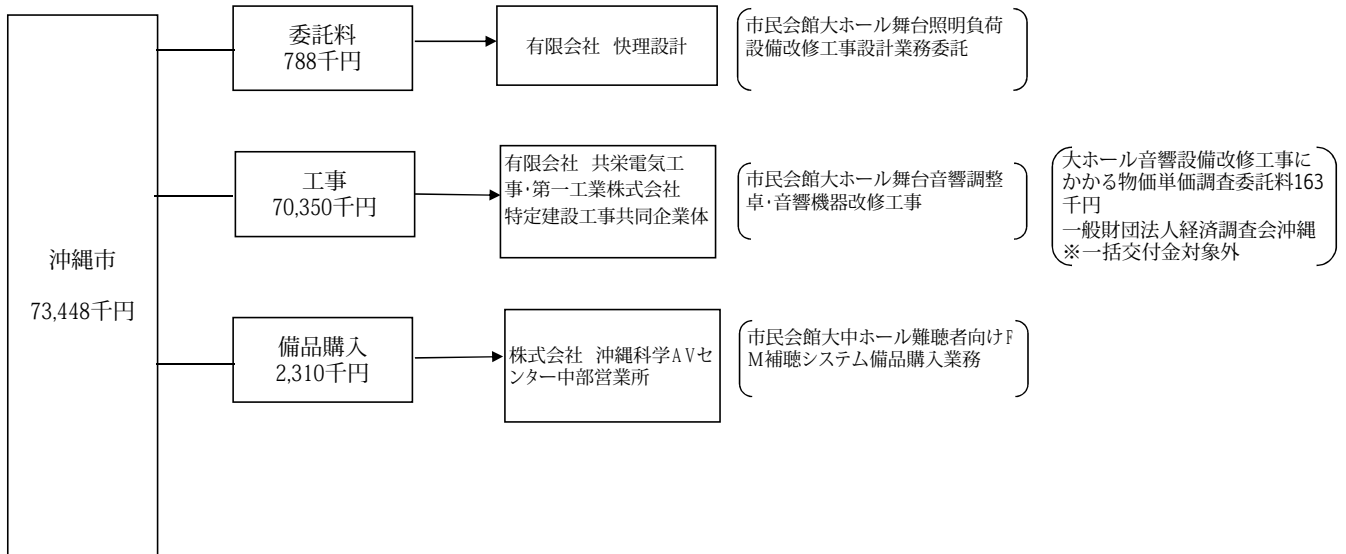 沖縄市
73,448千円
委託料
788千円
有限会社 快理設計
市民会館大ホール舞台照明負荷
設備改修工事設計業務委託
工事
70,350千円
有限会社 共栄電気工
事・第一工業株式会社
特定建設工事共同企業体
市民会館大ホール舞台音響調整
卓・音響機器改修工事
大ホール音響設備改修工事に
かかる物価単価調査委託料163
千円
一般財団法人経済調査会沖縄
※一括交付金対象外
備品購入
2,310千円
株式会社 沖縄科学AVセ
ンター中部営業所
市民会館大中ホール難聴者向けF
M補聴システム備品購入業務